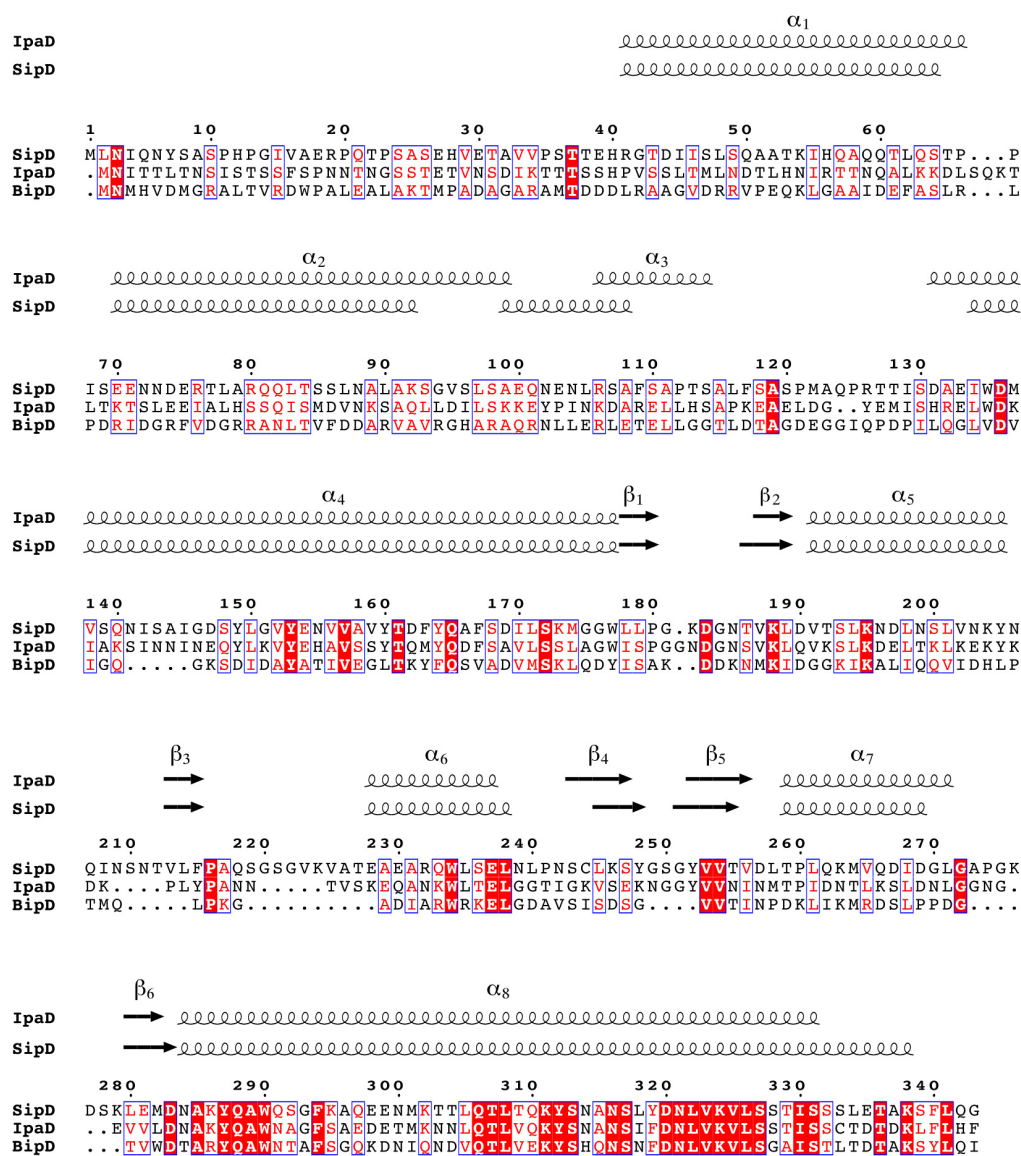 α1
IpaD
SipD
1 10 20 30 40 50 60
SipD MLNIQNYSASPHPGIVAERPQTPSASEHVETAVVPSTTEHRGTDIISLSQAATKIHQAQQTLQSTP...P
IpaD .MNITTLTNSISTSSFSPNNTNGSSTETVNSDIKTTTSSHPVSSLTMLNDTLHNIRTTNQALKKDLSQKT
BipD .MNMHVDMGRALTVRDWPALEALAKTMPADAGARAMTDDDLRAAGVDRRVPEQKLGAAIDEFASLR...L
α2 α3
IpaD
SipD
70 80 90 100 110 120 130
SipD ISEENNDERTLARQQLTSSLNALAKSGVSLSAEQNENLRSAFSAPTSALFSASPMAQPRTTISDAEIWDM
IpaD LTKTSLEEIALHSSQISMDVNKSAQLLDILSKKEYPINKDARELLHSAPKEAELDG..YEMISHRELWDK
BipD PDRIDGRFVDGRRANLTVFDDARVAVRGHARAQRNLLERLETELLGGTLDTAGDEGGIQPDPILQGLVDV
α4 β1 β2 α5
IpaD
SipD
140 150 160 170 180 190 200
SipD VSQNISAIGDSYLGVYENVVAVYTDFYQAFSDILSKMGGWLLPG.KDGNTVKLDVTSLKNDLNSLVNKYN
IpaD IAKSINNINEQYLKVYEHAVSSYTQMYQDFSAVLSSLAGWISPGGNDGNSVKLQVKSLKDELTKLKEKYK
BipD IGQ.....GKSDIDAYATIVEGLTKYFQSVADVMSKLQDYISAK..DDKNMKIDGGKIKALIQQVIDHLP
β3 α6 β4 β5 α7
IpaD
SipD
210 220 230 240 250 260 270
SipD QINSNTVLFPAQSGSGVKVATEAEARQWLSELNLPNSCLKSYGSGYVVTVDLTPLQKMVQDIDGLGAPGK
IpaD DK.....PLYPANN......TVSKEQANKWLTELGGTIGKVSEKNGGYVVNINMTPIDNTLKSLDNLGGNG.
BipD TMQ.....LPKG..........ADIARWRKELGDAVSISDSG....VVTINPDKLIKMRDSLPPDG....
β6 α8
IpaD
SipD
280 290 300 310 320 330 340
SipD DSKLEMDNAKYQAWQSGFKAQEENMKTTLQTLTQKYSNANSLYDNLVKVLSSTISSSLETAKSFLQG
IpaD ..EVVLDNAKYQAWNAGFSAEDETMKNNLQTLVQKYSNANSIFDNLVKVLSSTISSCTDTDKLFLHF
BipD ...TVWDTARYQAWNTAFSGQKDNIQNDVQTLVEKYSHQNSNFDNLVKVLSGAISTLTDTDKSYLQI